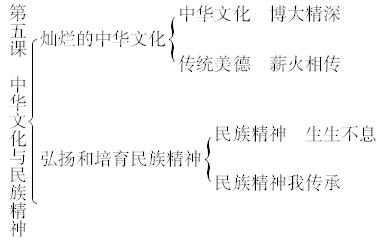 第五课 中华文化与民族精神
灿烂的中华文化
中华文化 博大精深
传统美德 薪火相传
弘扬和培育民族精神
民族精神 生生不息
民族精神我传承